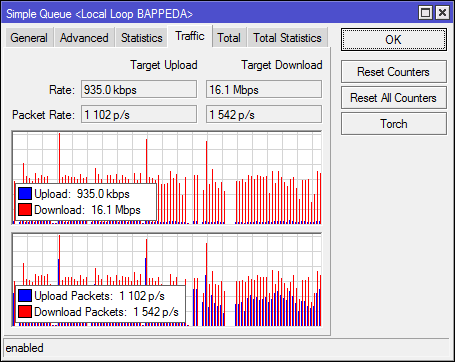 Simple Queue <Local Loop BAPPEDA>
General Advanced Statistics Traffic Total Total Statistics
OK
Target Upload Target Download
Rate: 935.0 kbps 16.1 Mbps
Reset Counters
Packet Rate: 1 102 p/s 1 542 p/s
Reset All Counters
Torch
Upload: 935.0 kbps
Download: 16.1 Mbps
Upload Packets: 1 102 p/s
Download Packets: 1 542 p/s
enabled